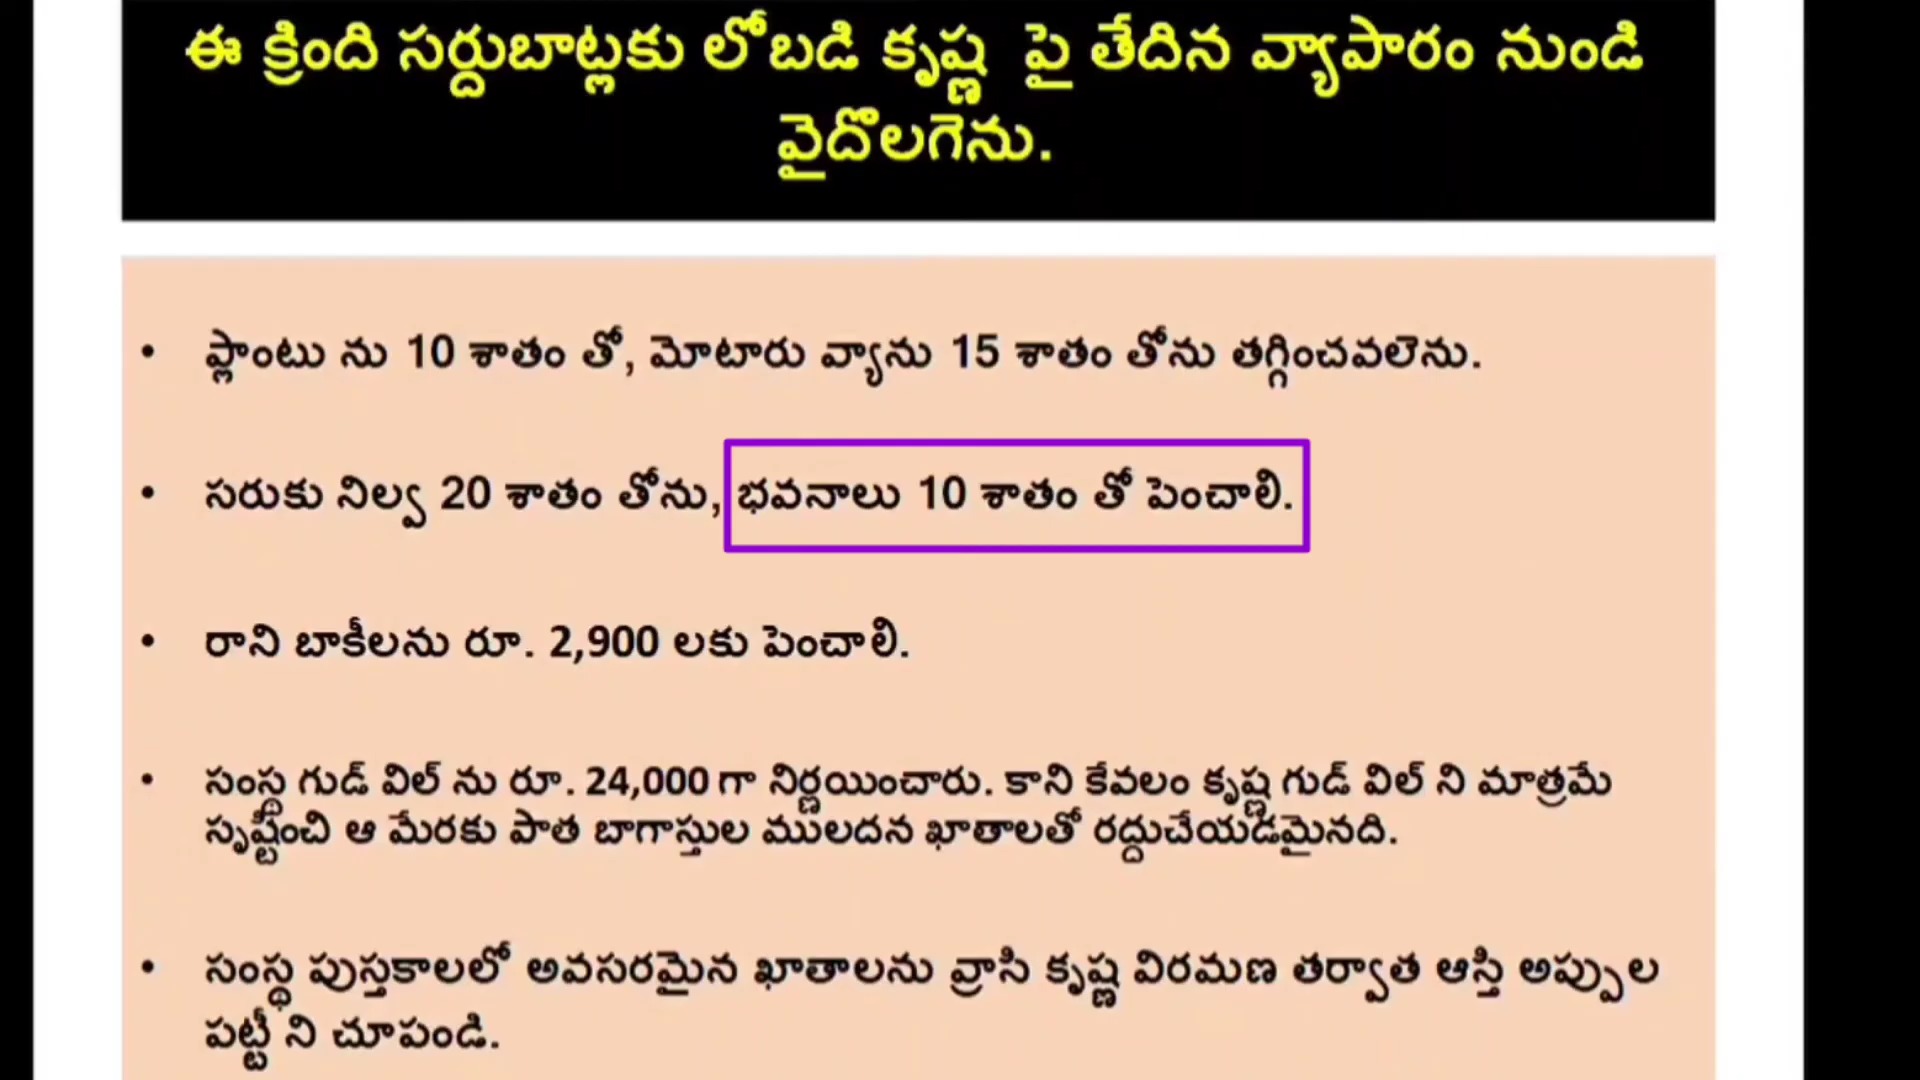 ఈ క్రింది సర్దుబాట్లకు లోబడి కృష్ణ పై తేదిన వ్యాపారం నుండి
వైదొలగెను.
• ప్లాంటు ను 10 శాతం తో, మోటారు వ్యాను 15 శాతం తోను తగ్గించవలెను.
• సరుకు నిల్వ 20 శాతం తోను, భవనాలు 10 శాతం తో పెంచాలి.
• రాని బాకీలను రూ. 2,900 లకు పెంచాలి.
• సంస్థ గుడ్ విల్ ను రూ. 24,000 గా నిర్ణయించారు. కాని కేవలం కృష్ణ గుడ్ విల్ ని మాత్రమే
సృష్టించి ఆ మేరకు పాత బాగాస్తుల ములదన ఖాతాలతో రద్దుచేయడమైనది.
• సంస్థ పుస్తకాలలో అవసరమైన ఖాతాలను వ్రాసి కృష్ణ విరమణ తర్వాత ఆస్తి అప్పుల
పట్టీ ని చూపండి.